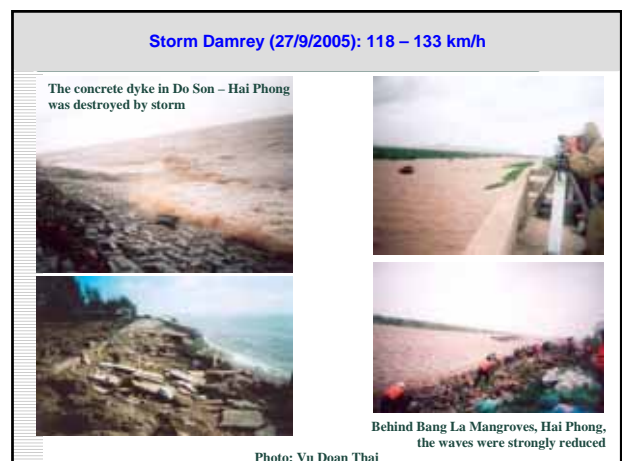 Storm Damrey (27/9/2005): 118 – 133 km/h
The concrete dyke in Do Son – Hai Phong
was destroyed by storm
Behind Bang La Mangroves, Hai Phong,
the waves were strongly reduced
Photo: Vu Doan Thai